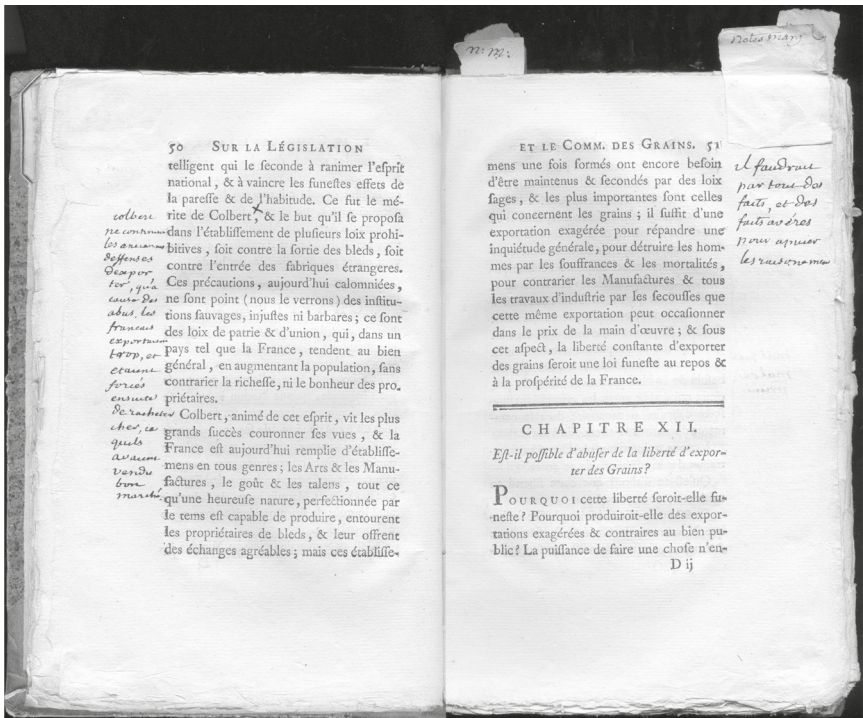 n: m:
notes marg
50 SUR LA LÉGISLATION
telligent qui le ſeconde à ranimer l'eſprit
national, & à vaincre les funeſtes effets de
la pareſſe & de l'habitude. Ce fut le mé-
rite de Colbert, & le but qu'il ſe propoſa
dans l'établiſſement de pluſieurs loix prohi-
bitives, ſoit contre la ſortie des bleds, ſoit
contre l'entrée des fabriques étrangeres.
Ces précautions, aujourd'hui calomniées,
ne ſont point (nous le verrons) des inſtitu-
tions ſauvages, injuſtes ni barbares; ce ſont
des loix de patrie & d'union, qui, dans un
pays tel que la France, tendent au bien
général, en augmentant la population, ſans
contrarier la richeſſe, ni le bonheur des pro-
priétaires.
Colbert, animé de cet eſprit, vit les plus
grands ſuccès couronner ſes vues, & la
France eſt aujourd'hui remplie d'établiſſe-
mens en tous genres; les Arts & les Manu-
factures, le goût & les talens, tout ce
qu'une heureuſe nature, perfectionnée par
le tems eſt capable de produire, entourent
les propriétaires de bleds, & leur offrent
des échanges agréables; mais ces établiſſe-
colbert
ne continua
les anciennes
deffenses
dexpor
ter, qu'a
cause des
abus. les
francais
exportaient
trop, et
etaient
forcés
ensuite
de racheter
cher, ce
quils
avaient
vendu
bon
marché
ET LE COMM. DES GRAINS. 51
mens une fois formés ont encore beſoin
d'être maintenus & ſecondés par des loix
ſages, & les plus importantes ſont celles
qui concernent les grains; il ſuffit d'une
exportation exagérée pour répandre une
inquiétude générale, pour détruire les hom-
mes par les ſouffrances & les mortalités,
pour contrarier les Manufactures & tous
les travaux d'induſtrie par les ſecouſſes que
cette même exportation peut occaſionner
dans le prix de la main d'œuvre; & ſous
cet aſpect, la liberté conſtante d'exporter
des grains ſeroit une loi funeſte au repos &
à la proſpérité de la France.
il faudrait
partout des
faits, et des
faits avérés
pour apuier
les raisonemens
CHAPITRE XII.
Eſt-il poſſible d'abuſer de la liberté d'expor-
ter des Grains?
POURQUOI cette liberté ſeroit-elle fu-
neſte? Pourquoi produiroit-elle des expor-
tations exagérées & contraires au bien pu-
blic? La puiſſance de faire une choſe n'en-
D ij